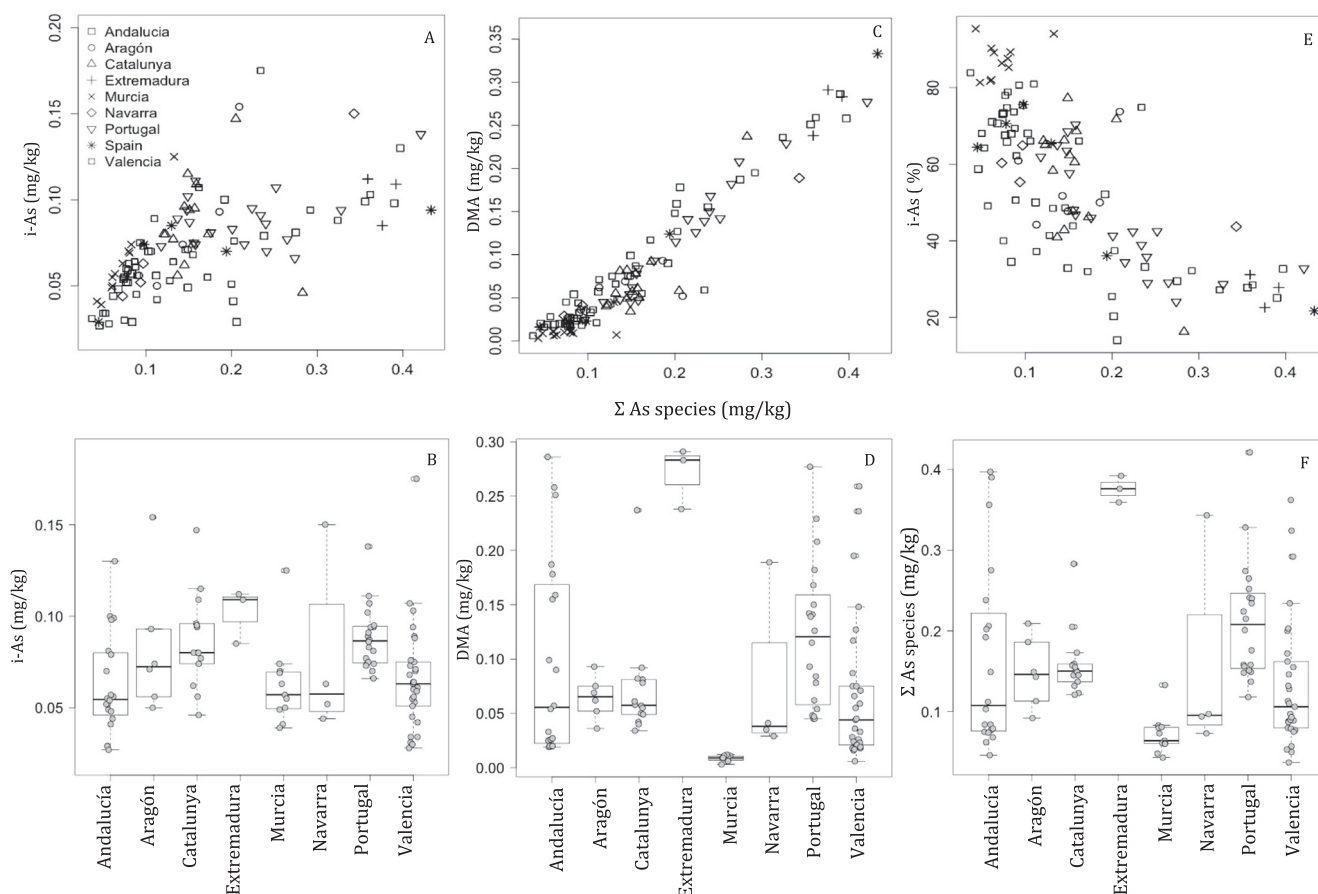 A
C
E
Andalucia
Aragón
Catalunya
Extremadura
Murcia
Navarra
Portugal
Spain
Valencia
i-As (mg/kg)
0.20
0.15
0.10
0.05
0.1 0.2 0.3 0.4
DMA (mg/kg)
0.35
0.30
0.25
0.20
0.15
0.10
0.05
0.00
0.1 0.2 0.3 0.4
i-As ( %)
80
60
40
20
0.1 0.2 0.3 0.4
Σ As species (mg/kg)
B
D
F
i-As (mg/kg)
0.15
0.10
0.05
Andalucía
Aragón
Catalunya
Extremadura
Murcia
Navarra
Portugal
Valencia
DMA (mg/kg)
0.30
0.25
0.20
0.15
0.10
0.05
0.00
Andalucía
Aragón
Catalunya
Extremadura
Murcia
Navarra
Portugal
Valencia
Σ As species (mg/kg)
0.4
0.3
0.2
0.1
Andalucía
Aragón
Catalunya
Extremadura
Murcia
Navarra
Portugal
Valencia